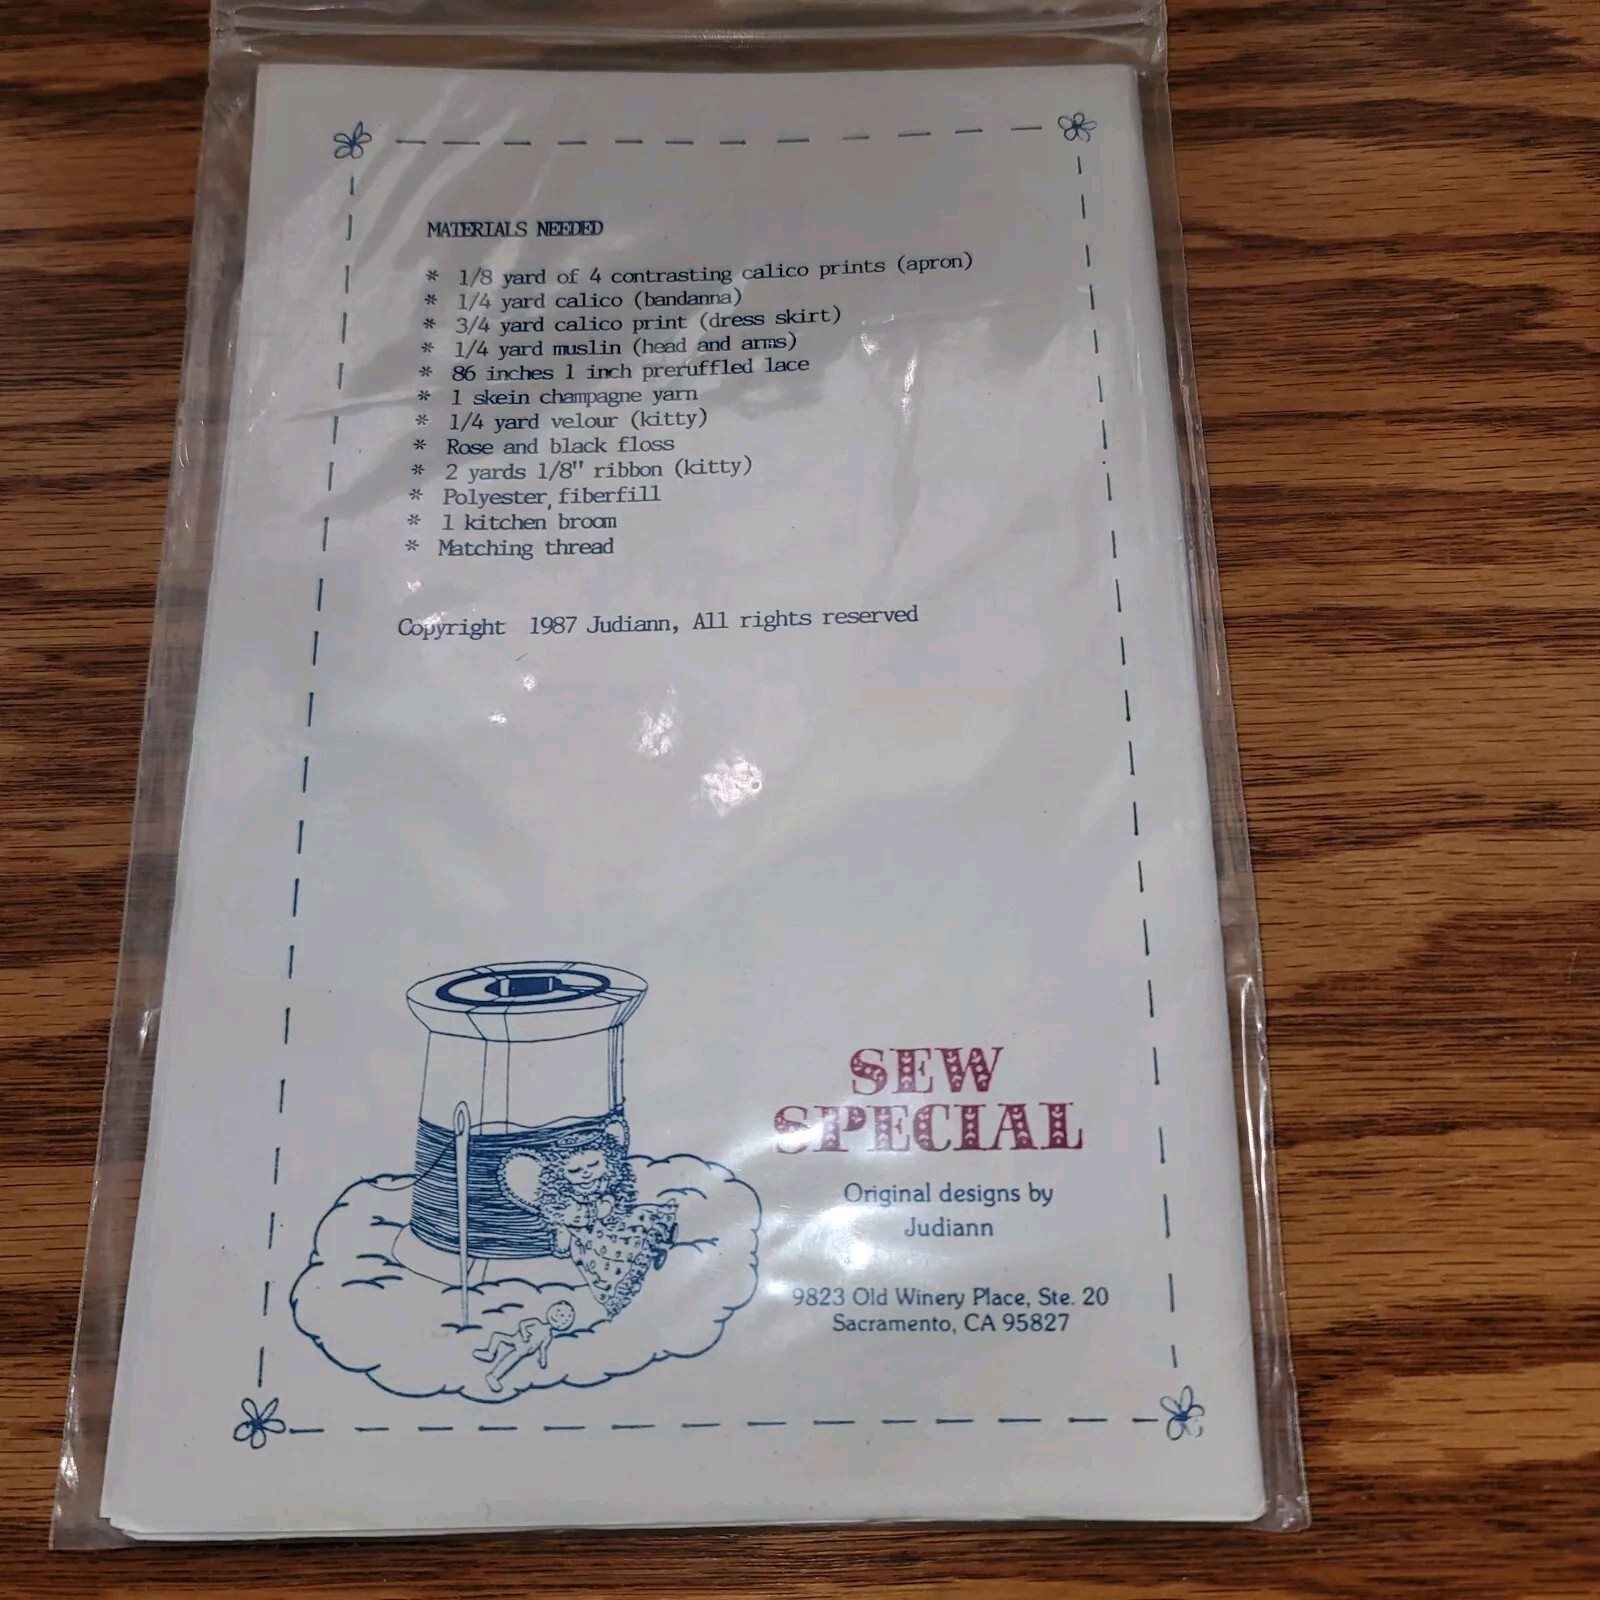 MATERIALS NEEDED
* 1/8 yard of 4 contrasting calico prints (apron)
* 1/4 yard calico (bandanna)
* 3/4 yard calico print (dress skirt)
* 1/4 yard muslin (head and arms)
* 86 inches 1 inch preruffled lace
* 1 skein champagne yarn
* 1/4 yard velour (kitty)
* Rose and black floss
* 2 yards 1/8" ribbon (kitty)
* Polyester, fiberfill
* 1 kitchen broom
* Matching thread
Copyright 1987 Judiann, All rights reserved
SEW
SPECIAL
Original designs by
Judiann
9823 Old Winery Place, Ste. 20
Sacramento, CA 95827